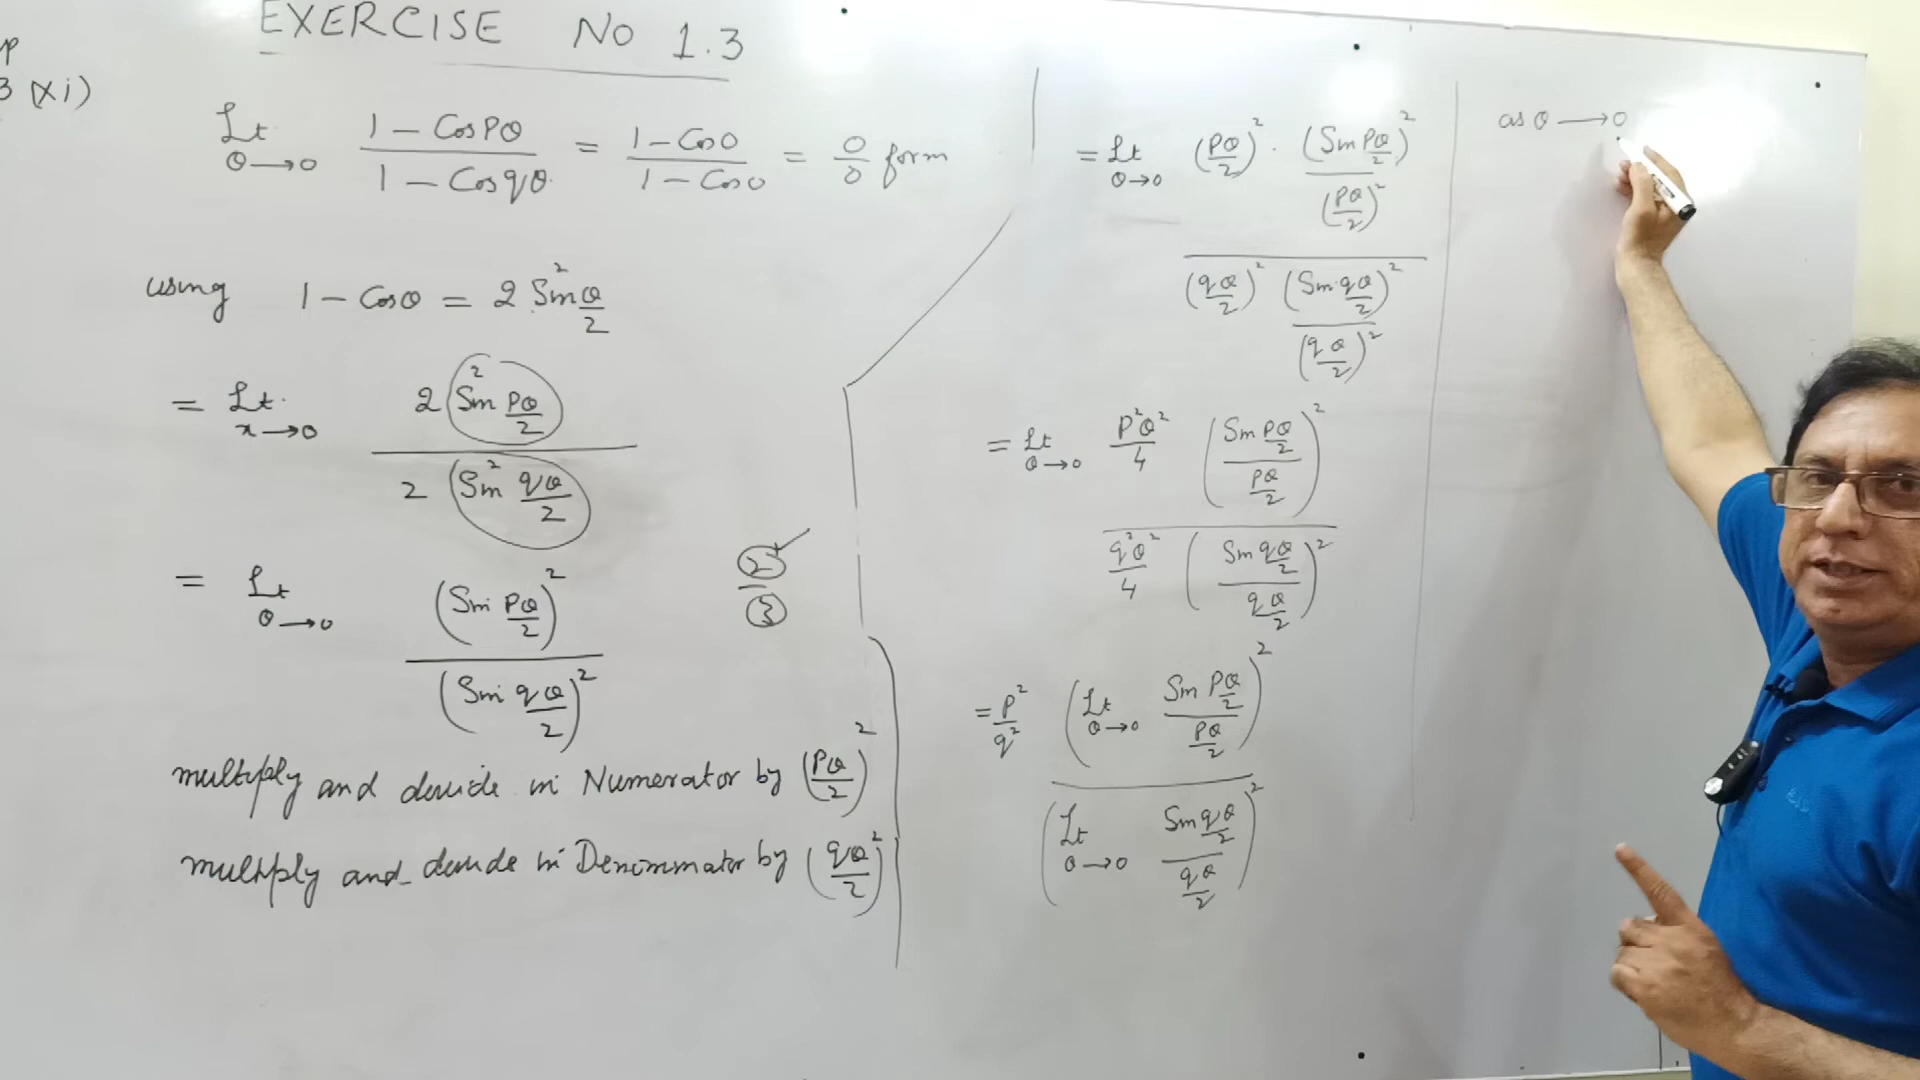 EXERCISE No 1.3
p
3 (xi)
Lt θ→0 (1 - Cos Pθ)/(1 - Cos qθ) = (1 - Cos 0)/(1 - Cos 0) = 0/0 form
using 1 - Cosθ = 2 Sin² θ/2
= Lt x→0 (2 Sin² Pθ/2)/(2 Sin² qθ/2)
= Lt θ→0 (Sin Pθ/2)²/(Sin qθ/2)²
2/3
multiply and devide in Numerator by (Pθ/2)²
multiply and devide in Denominator by (qθ/2)²
= Lt θ→0 (Pθ/2)² · (Sin Pθ/2)²/(Pθ/2)² / (qθ/2)² (Sin qθ/2)²/(qθ/2)²
= Lt θ→0 P²θ²/4 (Sin Pθ/2 / Pθ/2)² / q²θ²/4 (Sin qθ/2 / qθ/2)²
= P²/q² (Lt θ→0 Sin Pθ/2 / Pθ/2)² / (Lt θ→0 Sin qθ/2 / qθ/2)²
as θ → 0